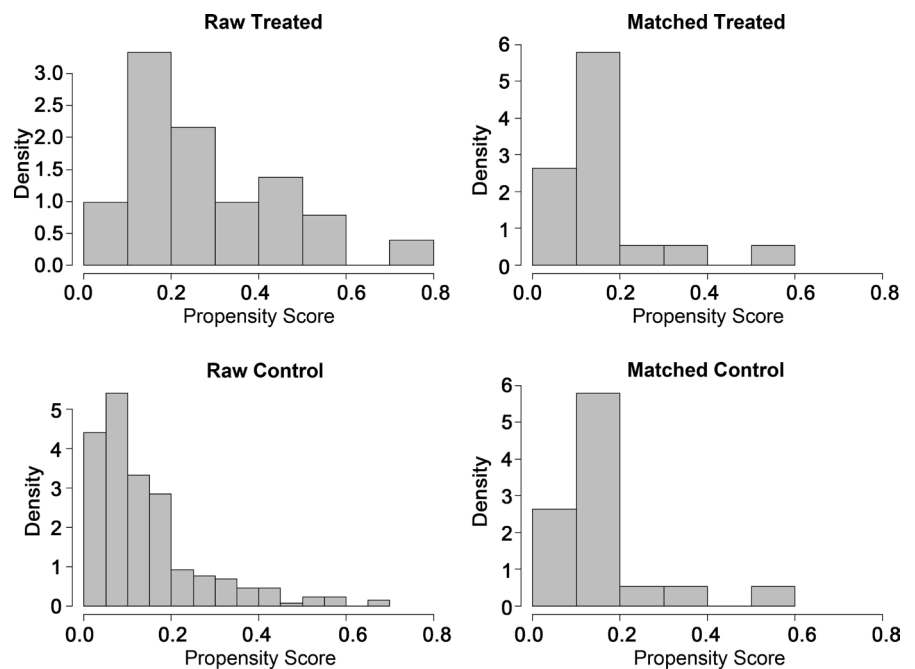 Raw Treated
Density
3.0
2.5
2.0
1.5
1.0
0.5
0.0
0.0 0.2 0.4 0.6 0.8
Propensity Score
Matched Treated
Density
6
5
4
3
2
1
0
0.0 0.2 0.4 0.6 0.8
Propensity Score
Raw Control
Density
5
4
3
2
1
0
0.0 0.2 0.4 0.6 0.8
Propensity Score
Matched Control
Density
6
5
4
3
2
1
0
0.0 0.2 0.4 0.6 0.8
Propensity Score